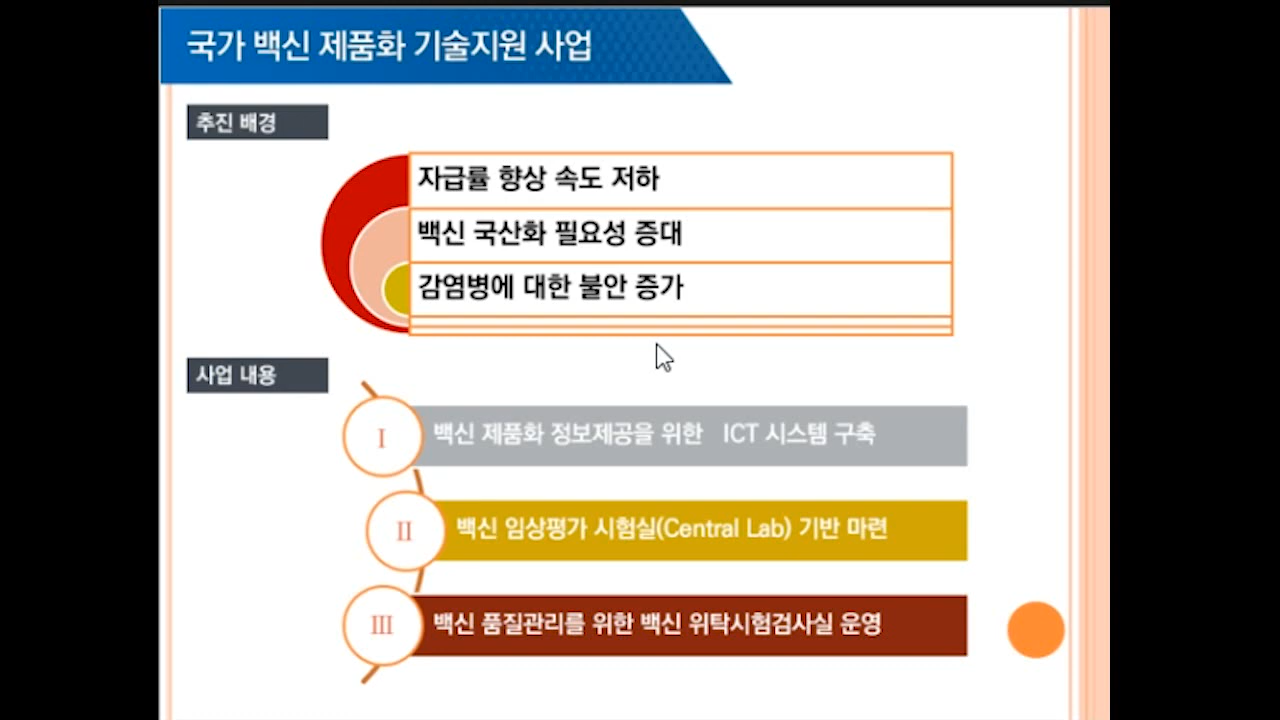 국가 백신 제품화 기술지원 사업
추진 배경
자급률 향상 속도 저하
백신 국산화 필요성 증대
감염병에 대한 불안 증가
사업 내용
I 백신 제품화 정보제공을 위한 ICT 시스템 구축
II 백신 임상평가 시험실(Central Lab) 기반 마련
III 백신 품질관리를 위한 백신 위탁시험검사실 운영